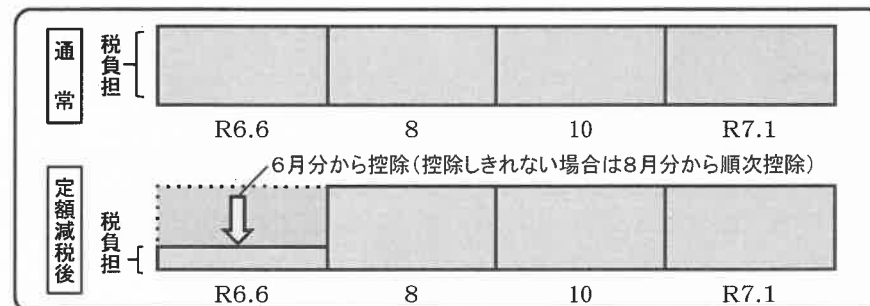 通常
税負担
R6.6 8 10 R7.1
6月分から控除(控除しきれない場合は8月分から順次控除)
定額減税後
税負担
R6.6 8 10 R7.1